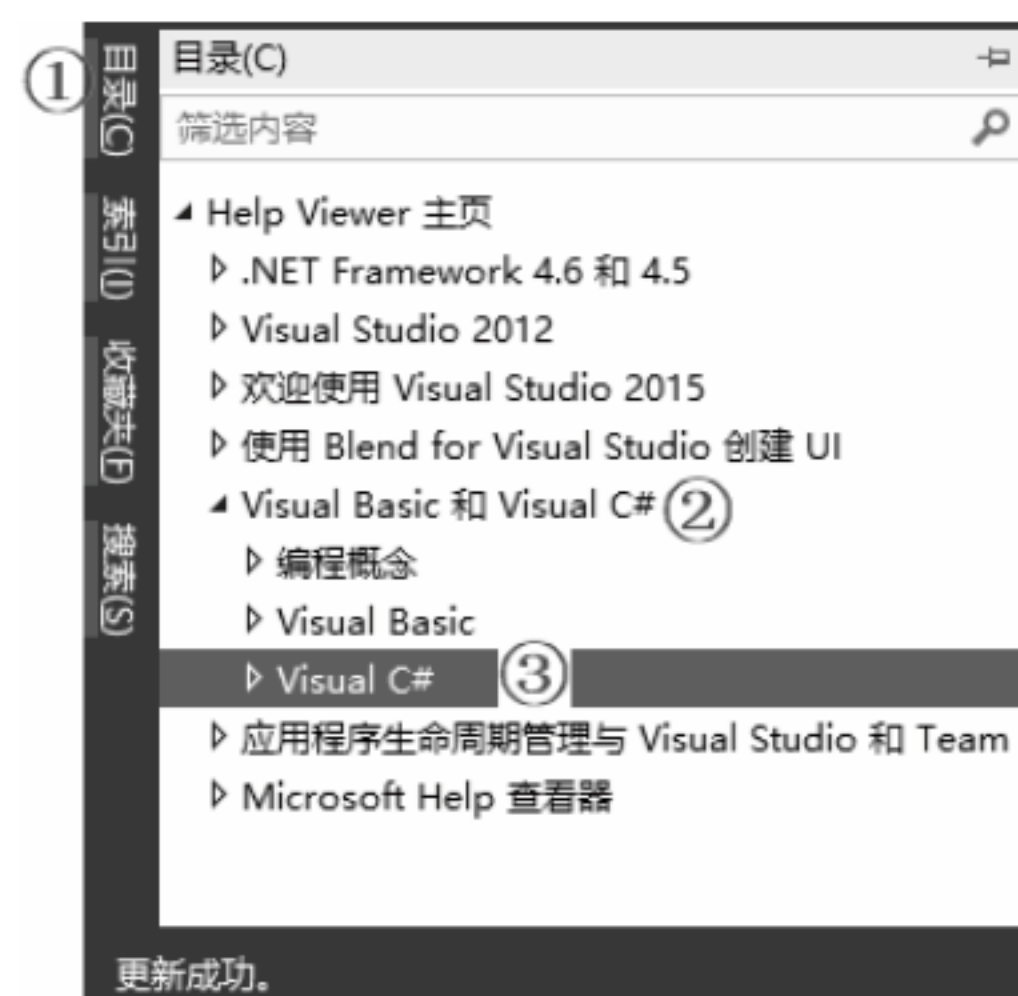 ①
目录(C)
索引(I)
收藏夹(F)
搜索(S)
目录(C)
筛选内容
Help Viewer 主页
.NET Framework 4.6 和 4.5
Visual Studio 2012
欢迎使用 Visual Studio 2015
使用 Blend for Visual Studio 创建 UI
Visual Basic 和 Visual C# ②
编程概念
Visual Basic
Visual C# ③
应用程序生命周期管理与 Visual Studio 和 Team
Microsoft Help 查看器
更新成功。